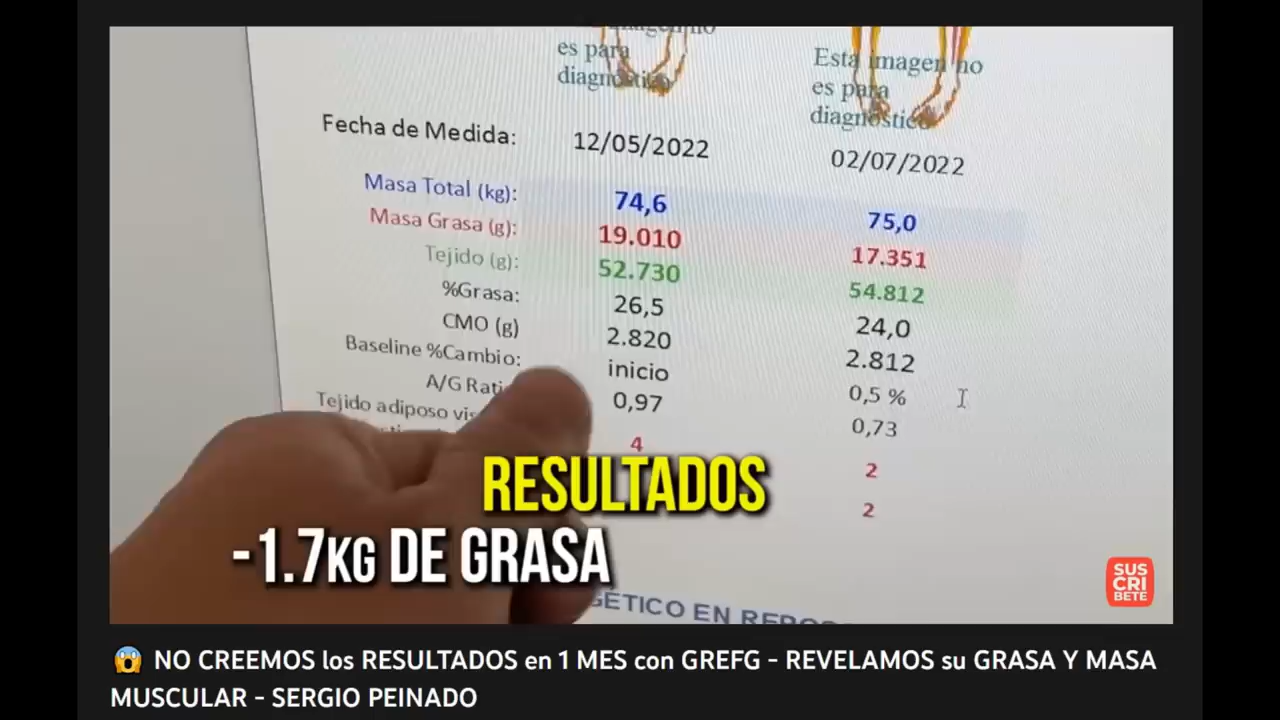 es para
diagnóstico
Esta imagen no
es para
diagnóstico
Fecha de Medida: 12/05/2022 02/07/2022
Masa Total (kg): 74,6 75,0
Masa Grasa (g): 19.010 17.351
Tejido (g): 52.730 54.812
%Grasa: 26,5 24,0
CMO (g) 2.820 2.812
Baseline %Cambio: inicio 0,5 %
A/G Rati 0,97 0,73
Tejido adiposo vis 4 2
2
RESULTADOS
-1.7KG DE GRASA
GÉTICO EN REPO
SUS
CRI
BETE
😱 NO CREEMOS los RESULTADOS en 1 MES con GREFG - REVELAMOS su GRASA Y MASA
MUSCULAR - SERGIO PEINADO